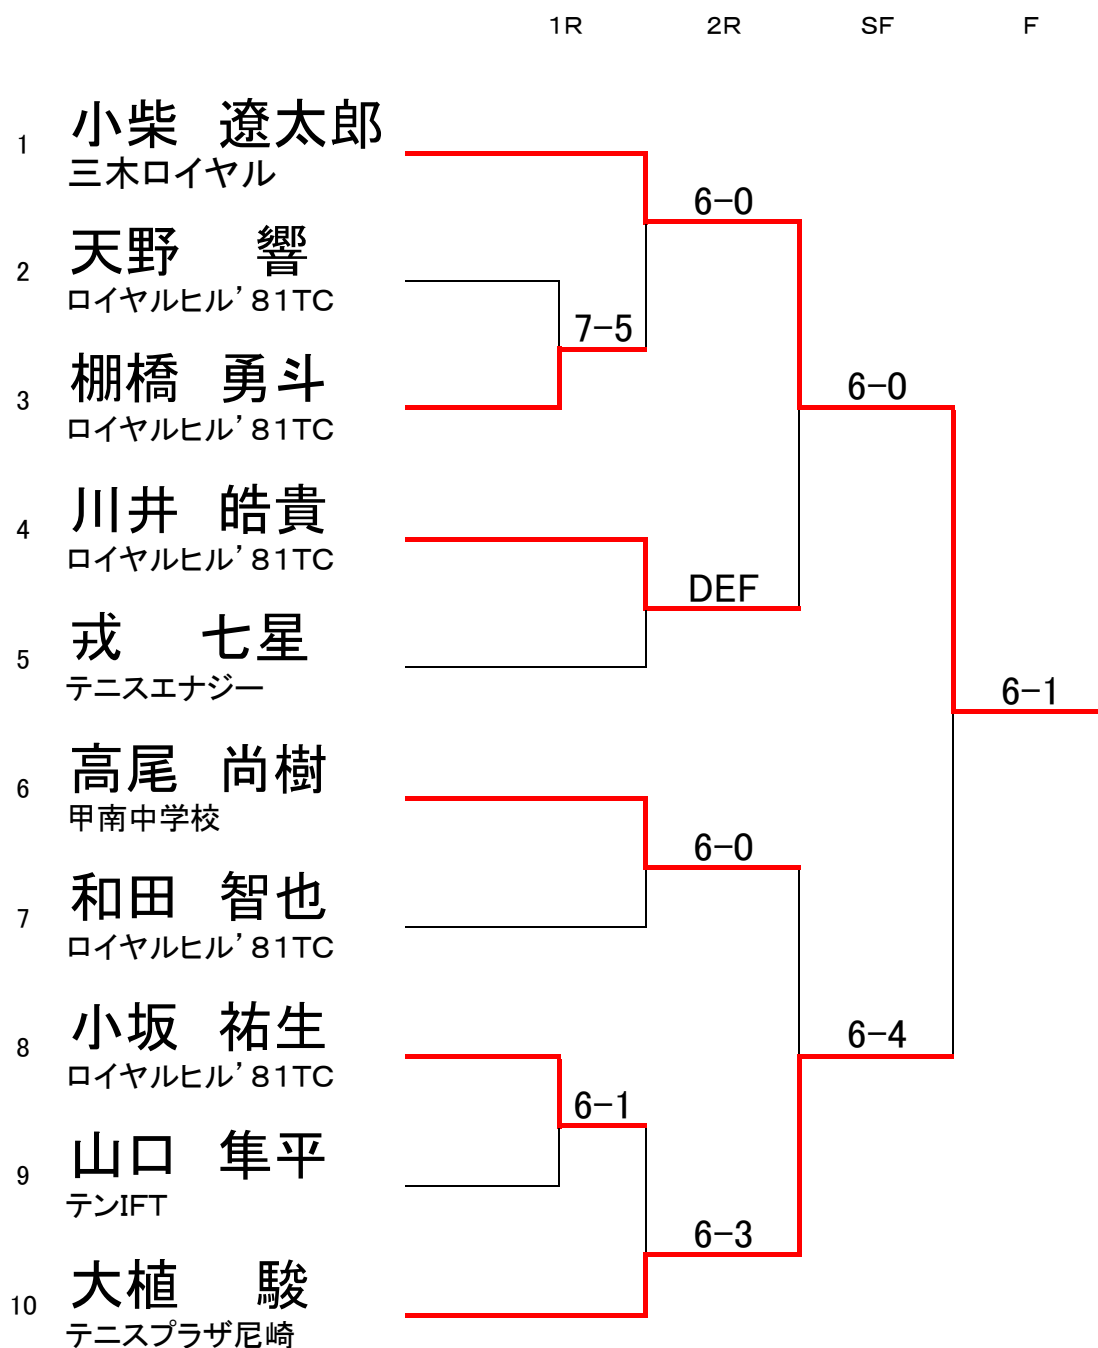 1R 2R SF F
1 小柴 遼太郎
三木ロイヤル
6-0
2 天野 響
ロイヤルヒル’81TC
7-5
3 棚橋 勇斗
ロイヤルヒル’81TC
6-0
4 川井 皓貴
ロイヤルヒル’81TC
DEF
5 戎 七星
テニスエナジー
6-1
6 高尾 尚樹
甲南中学校
6-0
7 和田 智也
ロイヤルヒル’81TC
8 小坂 祐生
ロイヤルヒル’81TC
6-4
6-1
9 山口 隼平
テンIFT
6-3
10 大植 駿
テニスプラザ尼崎